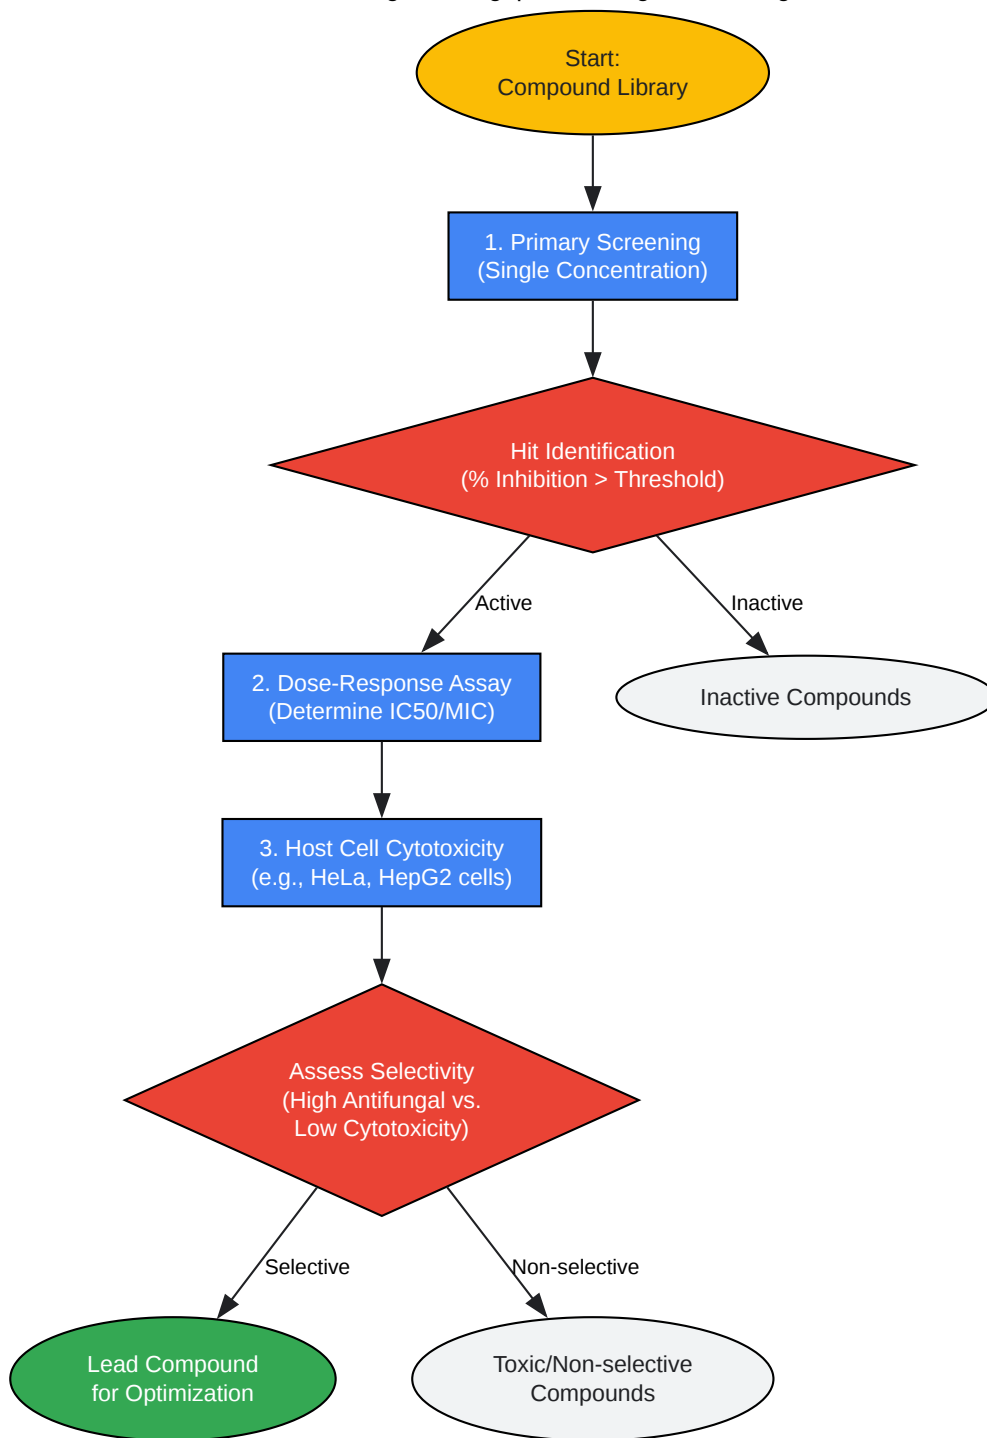 Start:
Compound Library
1. Primary Screening
(Single Concentration)
Hit Identification
(% Inhibition > Threshold)
Active
Inactive
2. Dose-Response Assay
(Determine IC50/MIC)
Inactive Compounds
3. Host Cell Cytotoxicity
(e.g., HeLa, HepG2 cells)
Assess Selectivity
(High Antifungal vs.
Low Cytotoxicity)
Selective
Non-selective
Lead Compound
for Optimization
Toxic/Non-selective
Compounds